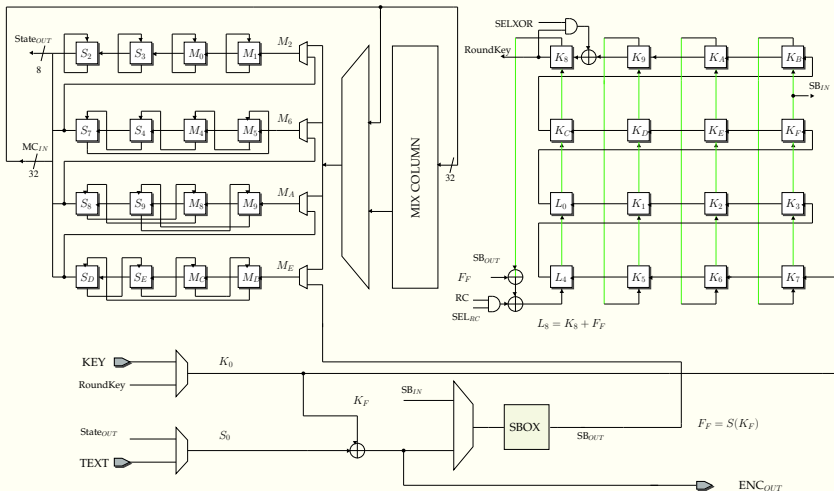 State_OUT
8
S_2
S_3
M_0
M_1
M_2
S_7
S_4
M_4
M_5
M_6
MC_IN
32
S_8
S_9
M_8
M_9
M_A
S_D
S_E
M_C
M_D
M_E
MIX COLUMN
32
SELXOR
RoundKey
K_8
K_9
K_A
K_B
SB_IN
K_C
K_D
K_E
K_F
L_0
K_1
K_2
K_3
SB_OUT
F_F
L_4
K_5
K_6
K_7
RC
SEL_RC
L_8 = K_8 + F_F
KEY
K_0
RoundKey
K_F
SB_IN
State_OUT
S_0
TEXT
SBOX
SB_OUT
F_F = S(K_F)
ENC_OUT